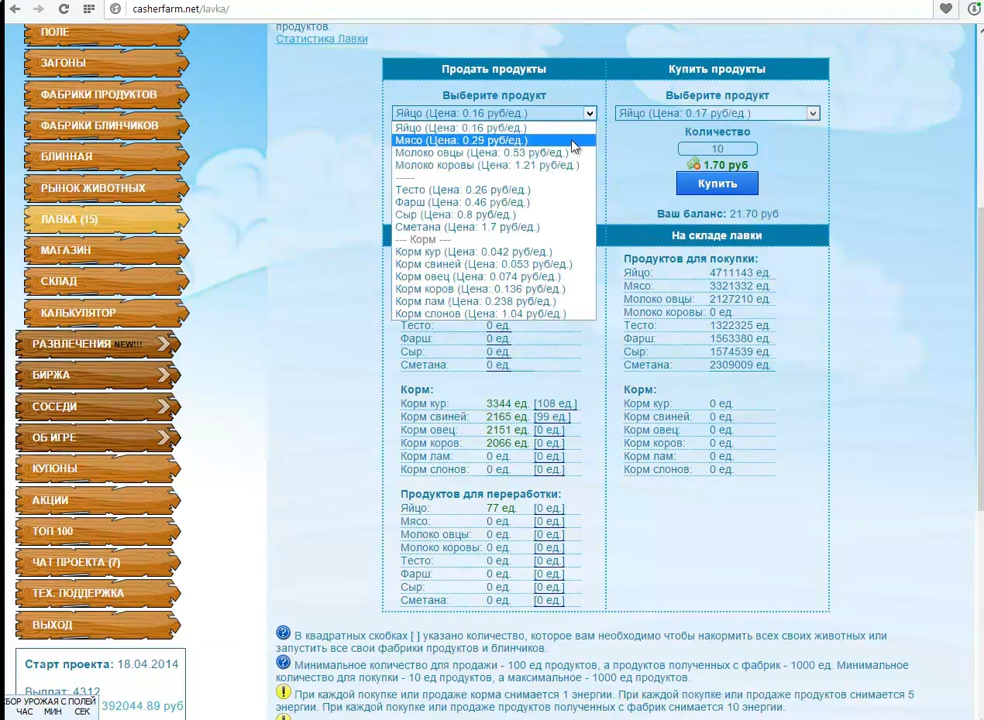 casherfarm.net/lavka/
ПОЛЕ
ЗАГОНЫ
ФАБРИКИ ПРОДУКТОВ
ФАБРИКИ БЛИНЧИКОВ
БЛИННАЯ
РЫНОК ЖИВОТНЫХ
ЛАВКА (15)
МАГАЗИН
СКЛАД
КАЛЬКУЛЯТОР
РАЗВЛЕЧЕНИЯ NEW!!!
БИРЖА
СОСЕДИ
ОБ ИГРЕ
КУПОНЫ
АКЦИИ
ТОП 100
ЧАТ ПРОЕКТА (7)
ТЕХ. ПОДДЕРЖКА
ВЫХОД
Старт проекта: 18.04.2014
Выплат: 4312
392044.89 руб
СБОР УРОЖАЯ С ПОЛЕЙ
ЧАС МИН СЕК
продуктов.
Статистика Лавки
Продать продукты
Выберите продукт
Яйцо (Цена: 0.16 руб/ед.)
Яйцо (Цена: 0.16 руб/ед.)
Мясо (Цена: 0.29 руб/ед.)
Молоко овцы (Цена: 0.53 руб/ед.)
Молоко коровы (Цена: 1.21 руб/ед.)
-----
Тесто (Цена: 0.26 руб/ед.)
Фарш (Цена: 0.46 руб/ед.)
Сыр (Цена: 0.8 руб/ед.)
Сметана (Цена: 1.7 руб/ед.)
--- Корм ---
Корм кур (Цена: 0.042 руб/ед.)
Корм свиней (Цена: 0.053 руб/ед.)
Корм овец (Цена: 0.074 руб/ед.)
Корм коров (Цена: 0.136 руб/ед.)
Корм лам (Цена: 0.238 руб/ед.)
Корм слонов (Цена: 1.04 руб/ед.)
Тесто: 0 ед.
Фарш: 0 ед.
Сыр: 0 ед.
Сметана: 0 ед.
Корм:
Корм кур: 3344 ед. [108 ед.]
Корм свиней: 2165 ед. [99 ед.]
Корм овец: 2151 ед. [0 ед.]
Корм коров: 2066 ед. [0 ед.]
Корм лам: 0 ед. [0 ед.]
Корм слонов: 0 ед. [0 ед.]
Продуктов для переработки:
Яйцо: 77 ед. [0 ед.]
Мясо: 0 ед. [0 ед.]
Молоко овцы: 0 ед. [0 ед.]
Молоко коровы: 0 ед. [0 ед.]
Тесто: 0 ед. [0 ед.]
Фарш: 0 ед. [0 ед.]
Сыр: 0 ед. [0 ед.]
Сметана: 0 ед. [0 ед.]
Купить продукты
Выберите продукт
Яйцо (Цена: 0.17 руб/ед.)
Количество
10
1.70 руб
Купить
Ваш баланс: 21.70 руб
На складе лавки
Продуктов для покупки:
Яйцо: 4711143 ед.
Мясо: 3321332 ед.
Молоко овцы: 2127210 ед.
Молоко коровы: 0 ед.
Тесто: 1322325 ед.
Фарш: 1563380 ед.
Сыр: 1574539 ед.
Сметана: 2309009 ед.
Корм:
Корм кур: 0 ед.
Корм свиней: 0 ед.
Корм овец: 0 ед.
Корм коров: 0 ед.
Корм лам: 0 ед.
Корм слонов: 0 ед.
В квадратных скобках [ ] указано количество, которое вам необходимо чтобы накормить всех своих животных или
запустить все свои фабрики продуктов и блинчиков.
Минимальное количество для продажи - 100 ед продуктов, а продуктов полученных с фабрик - 1000 ед. Минимальное
количество для покупки - 10 ед продуктов, а максимальное - 1000 ед продуктов.
При каждой покупке или продаже корма снимается 1 энергии. При каждой покупке или продаже продуктов снимается 5
энергии. При каждой покупке или продаже продуктов полученных с фабрик снимается 10 энергии.